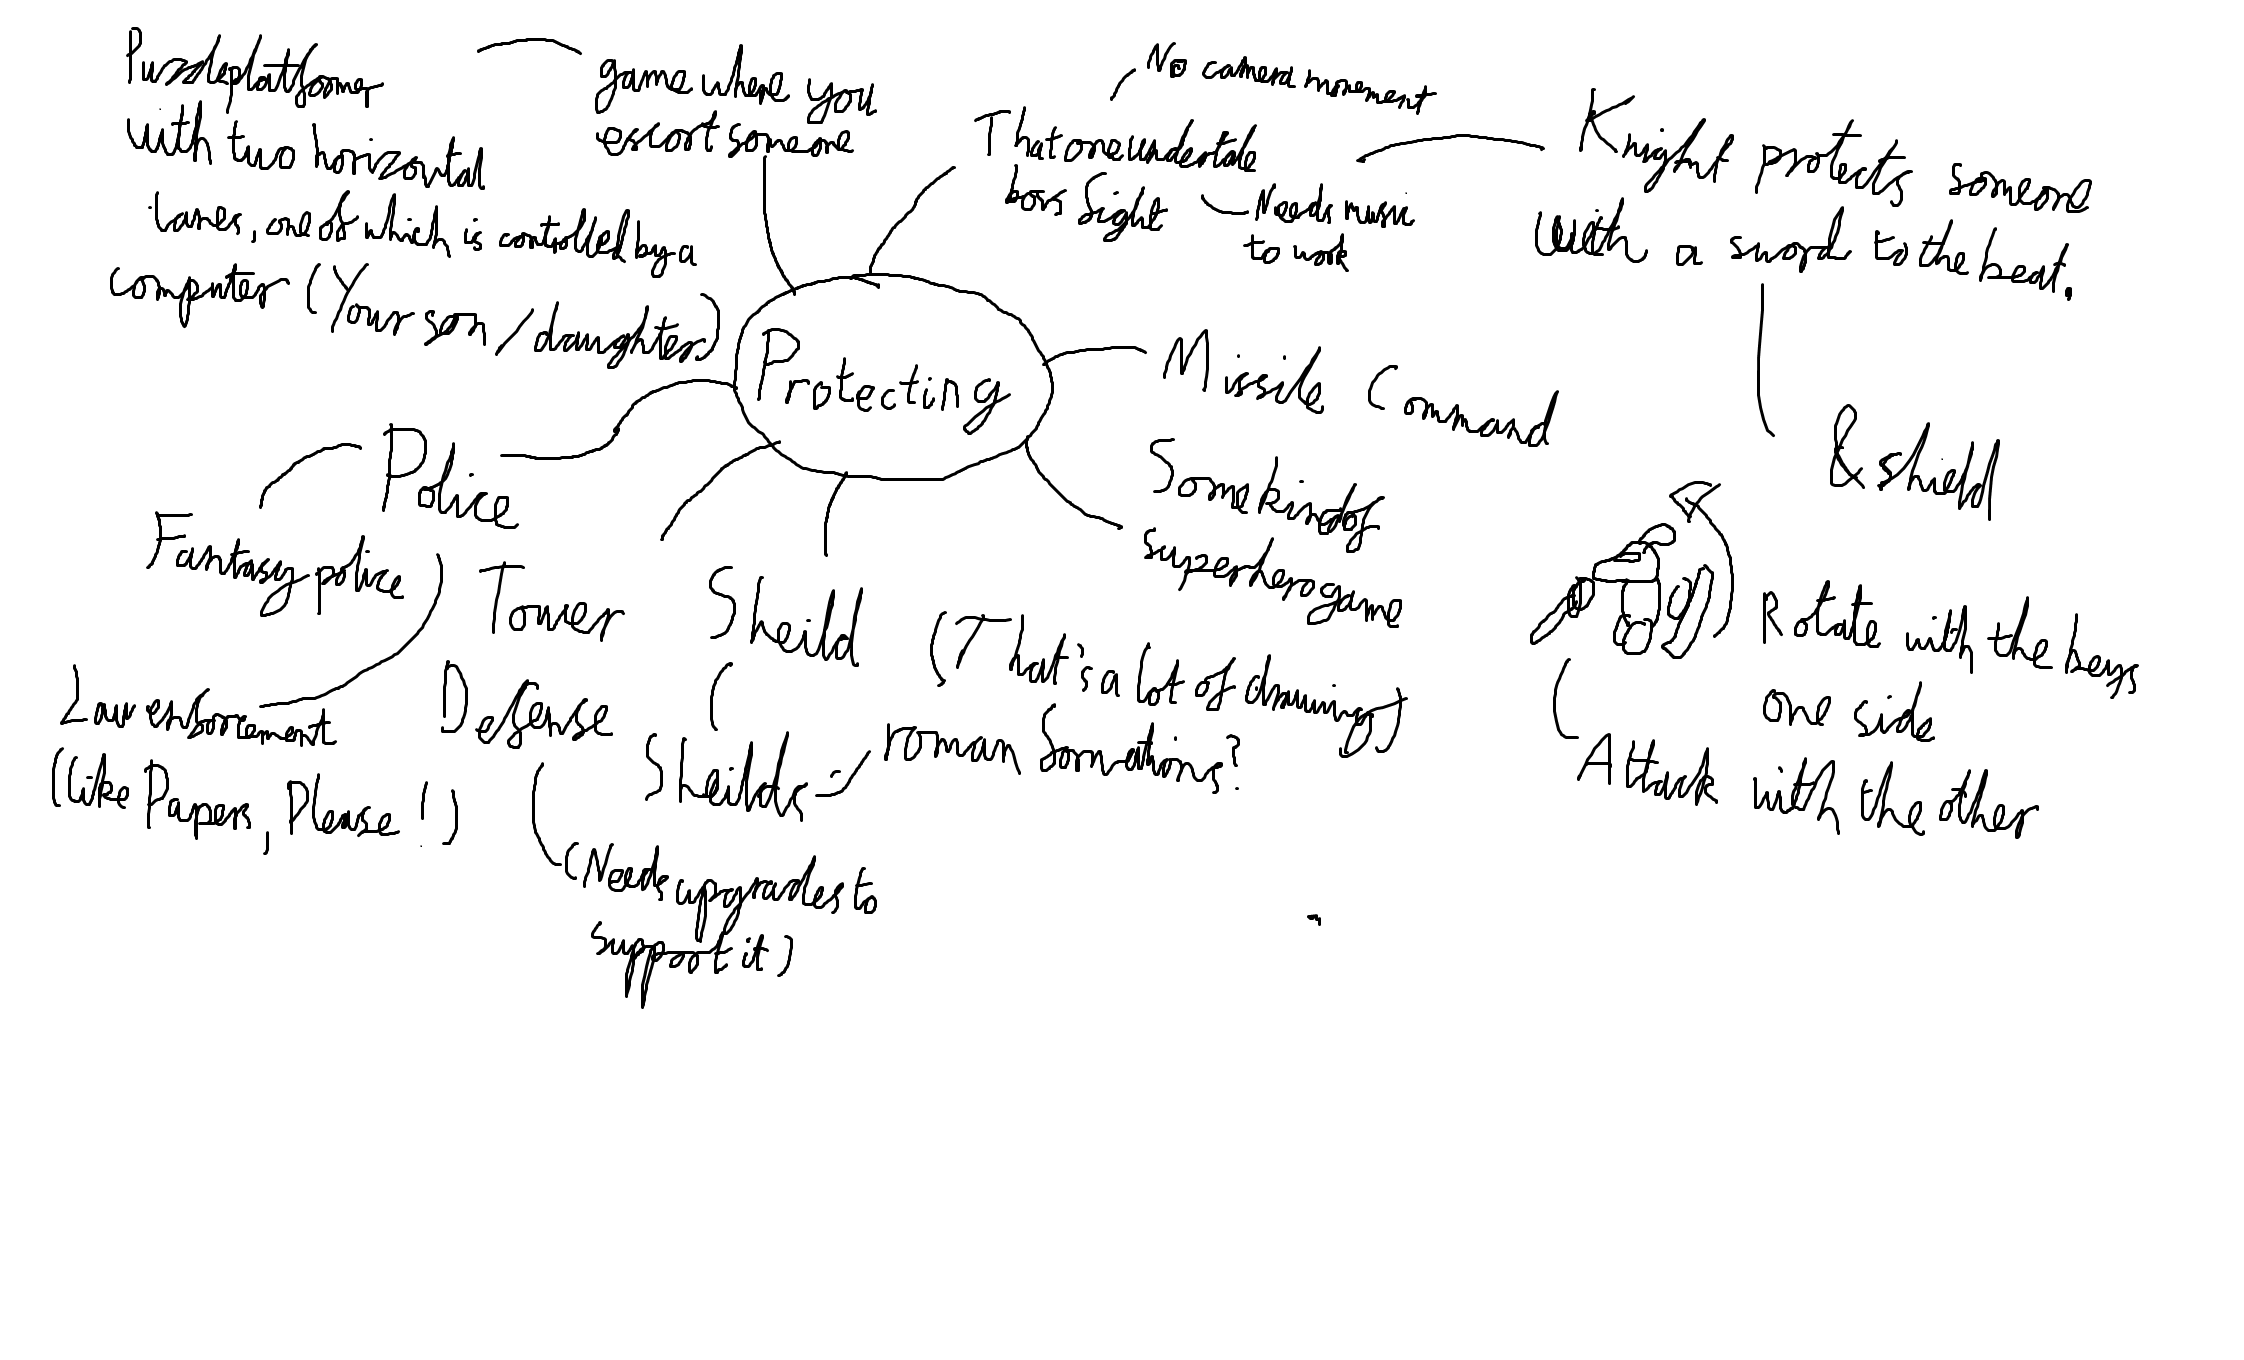 Puzzle platformer
with two horizontal
lanes, one of which is controlled by a
computer (Your son/daughter)
game where you
escort someone
No camera movement
That one undertale
boss fight
Needs music
to work
Knight protects someone
with a sword to the beat.
& shield
Rotate with the keys
one side
Attack with the other
Protecting
Missile Command
Some kind of
superhero game
(That's a lot of drawing)
Police
Fantasy police
Law enforcement
(like Papers, Please!)
Tower
Defense
(Needs upgrades to
support it)
Sheild
Sheilds
roman formations?